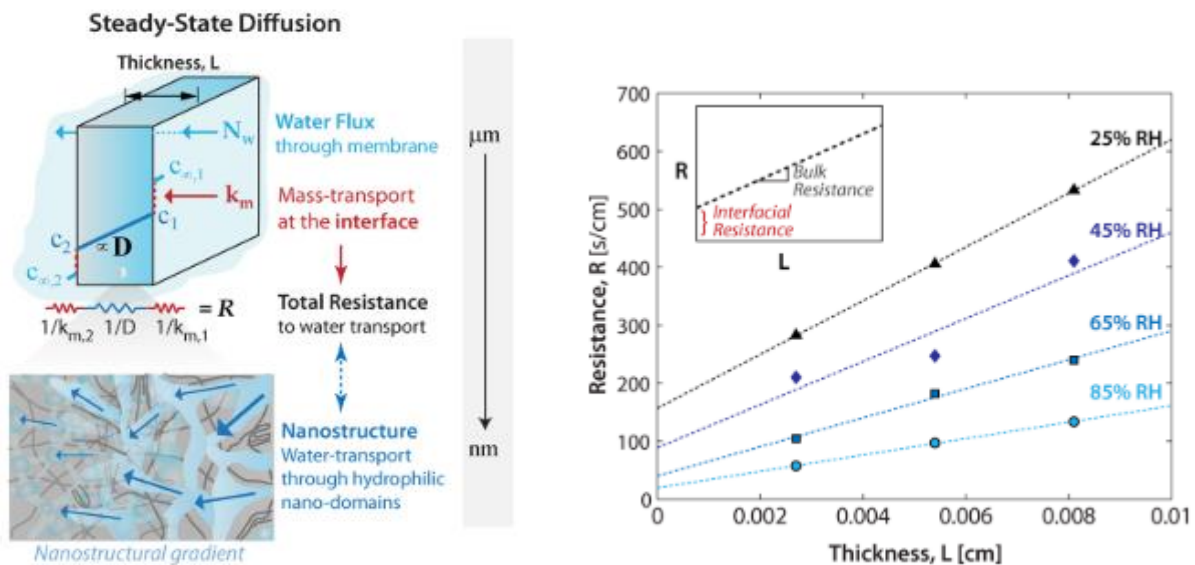 Steady-State Diffusion
Thickness, L
N_w
Water Flux
through membrane
c_∞,1
k_m
Mass-transport
at the interface
c_1
c_2
∝ D
c_∞,2
= R
1/k_m,2
1/D
1/k_m,1
Total Resistance
to water transport
Nanostructure
Water-transport
through hydrophilic
nano-domains
Nanostructural gradient
μm
nm
Resistance, R [s/cm]
700
600
500
400
300
200
100
0
R
Bulk
Resistance
Interfacial
Resistance
L
25% RH
45% RH
65% RH
85% RH
0
0.002
0.004
0.006
0.008
0.01
Thickness, L [cm]